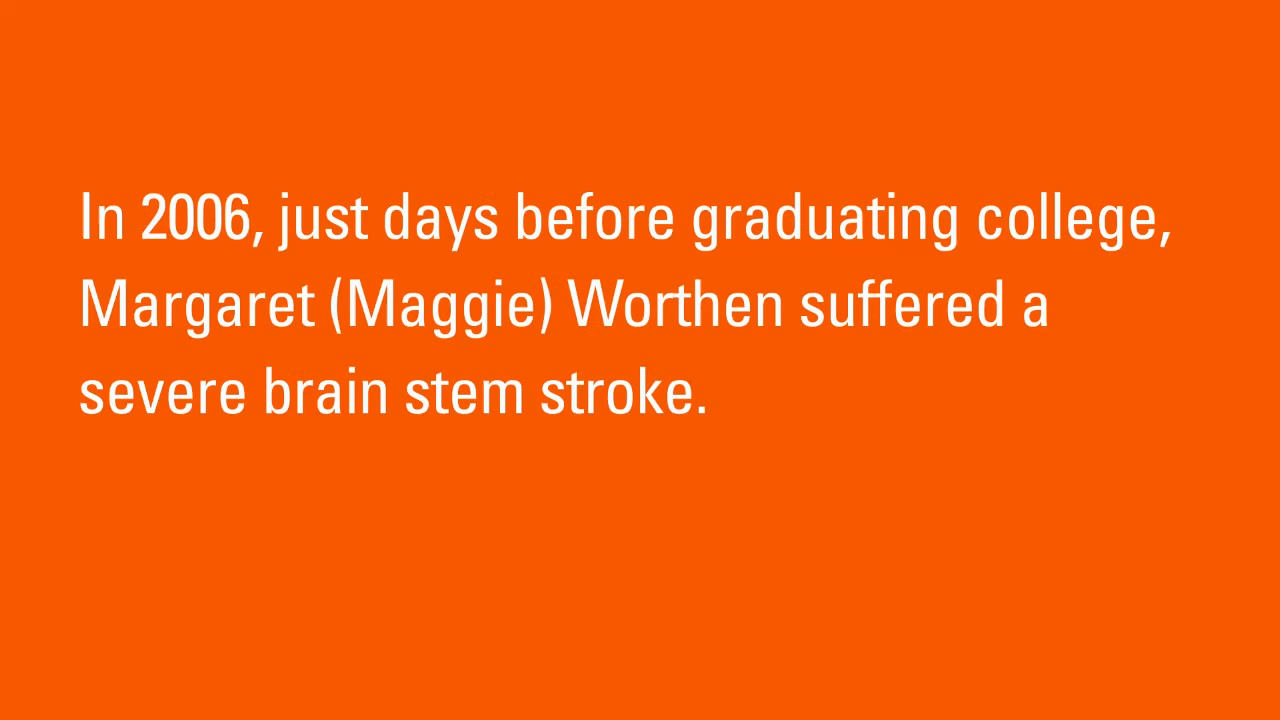 In 2006, just days before graduating college,
Margaret (Maggie) Worthen suffered a
severe brain stem stroke.